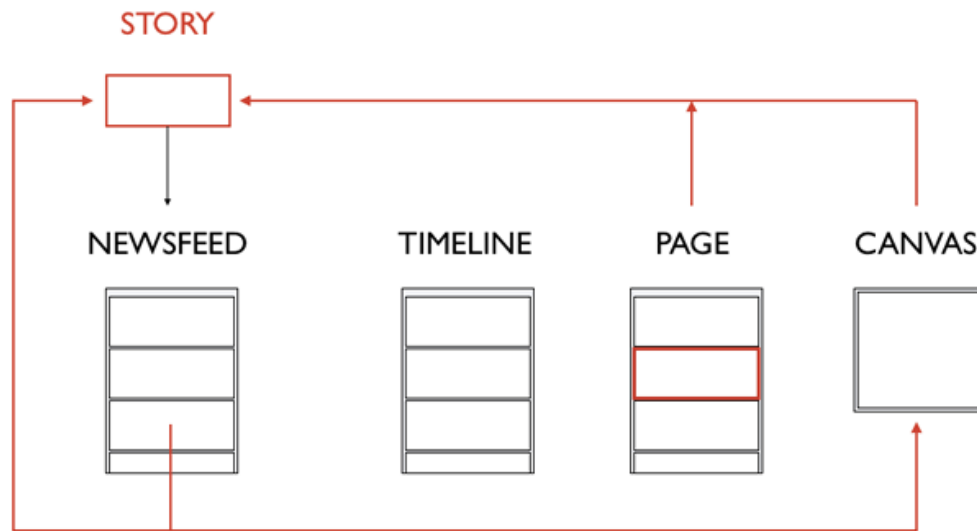 STORY
NEWSFEED
TIMELINE
PAGE
CANVAS